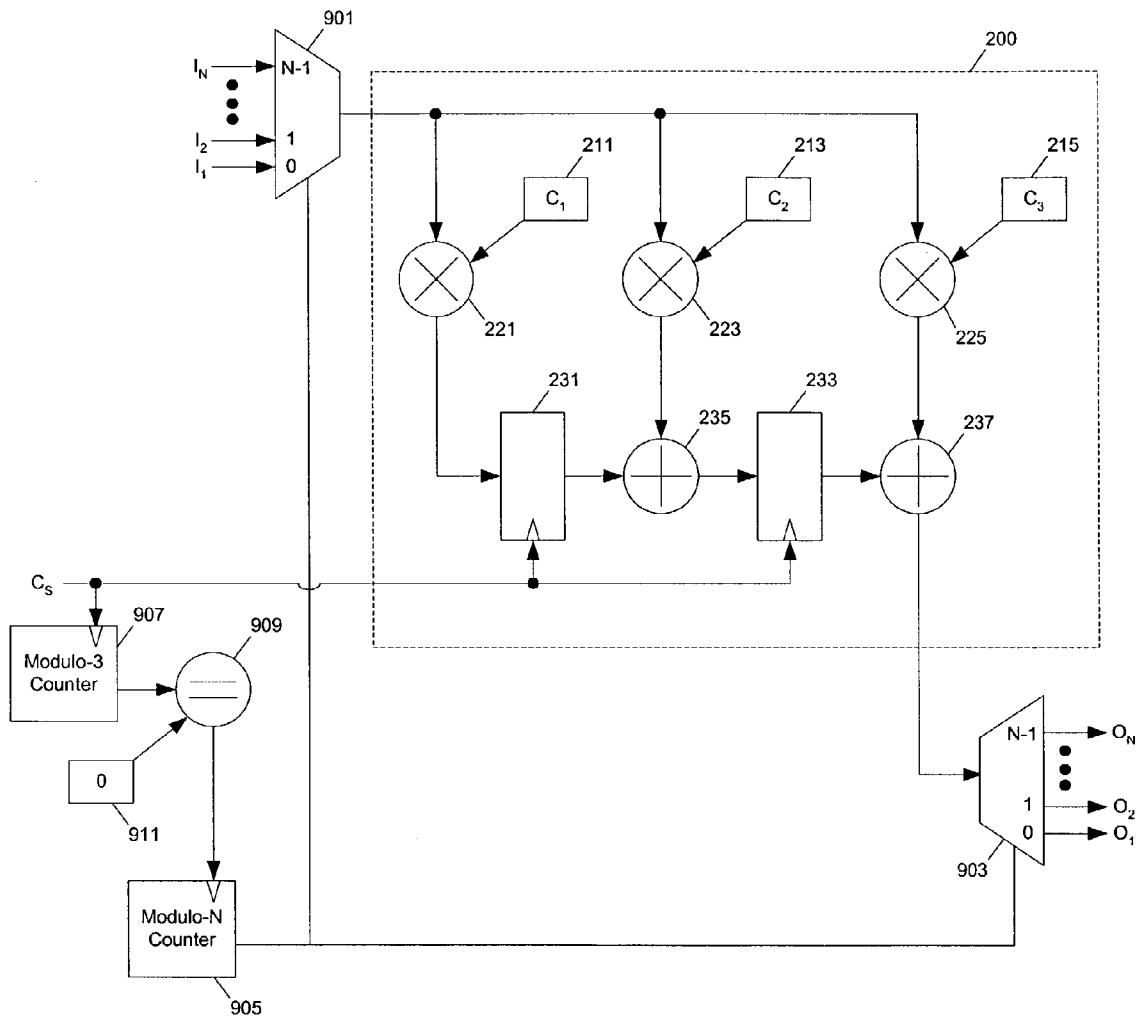 901
200
I_N
N-1
I_2
1
I_1
0
211
213
215
C_1
C_2
C_3
221
223
225
231
233
235
237
C_S
907
909
Modulo-3
Counter
0
911
N-1
O_N
1
O_2
0
O_1
903
Modulo-N
Counter
905